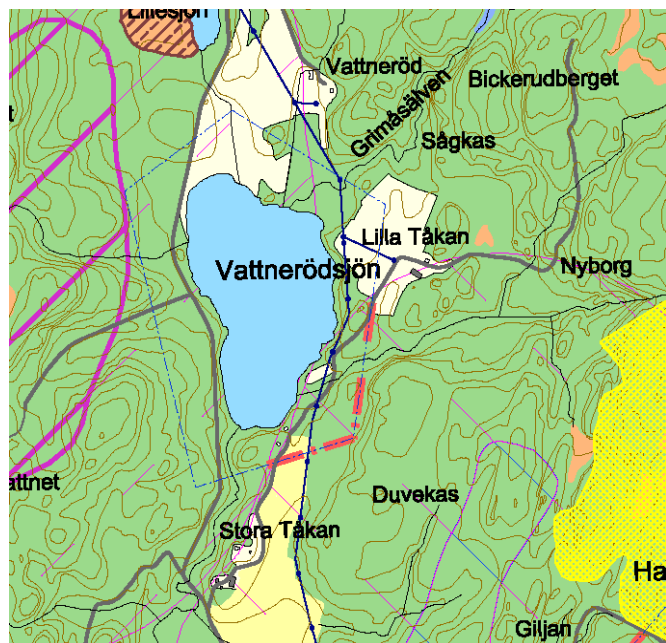 Lillesjön
Vattneröd
Bickerudberget
Grimåsälven
Sågkas
Lilla Tåkan
Vattnerödsjön
Nyborg
attnet
Duvekas
Stora Tåkan
Ha
Giljan